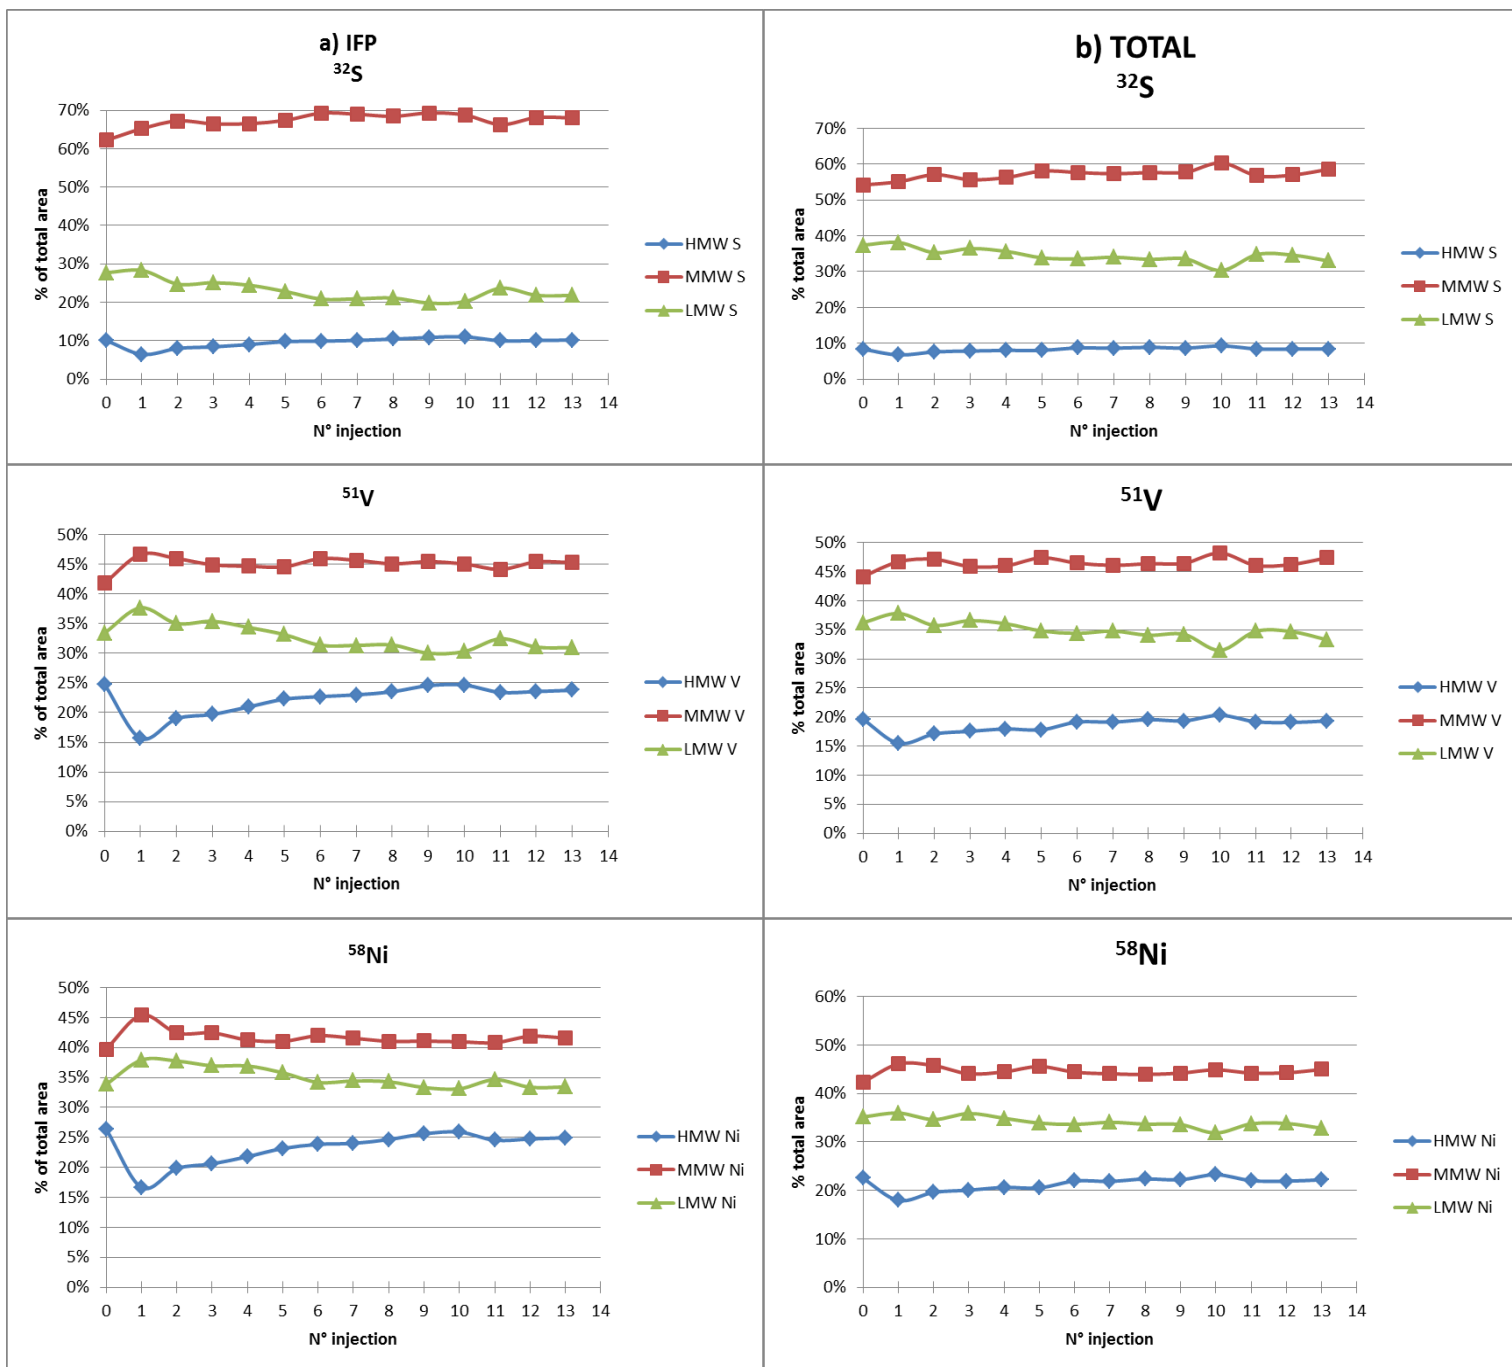 a) IFP
³²S
70%
60%
50%
40%
30%
20%
10%
0%
% of total area
0 1 2 3 4 5 6 7 8 9 10 11 12 13 14
N° injection
HMW S
MMW S
LMW S
b) TOTAL
³²S
70%
60%
50%
40%
30%
20%
10%
0%
% total area
0 1 2 3 4 5 6 7 8 9 10 11 12 13 14
N° injection
HMW S
MMW S
LMW S
⁵¹V
50%
45%
40%
35%
30%
25%
20%
15%
10%
5%
0%
% of total area
0 1 2 3 4 5 6 7 8 9 10 11 12 13 14
N° injection
HMW V
MMW V
LMW V
⁵¹V
50%
45%
40%
35%
30%
25%
20%
15%
10%
5%
0%
% total area
0 1 2 3 4 5 6 7 8 9 10 11 12 13 14
N° injection
HMW V
MMW V
LMW V
⁵⁸Ni
50%
45%
40%
35%
30%
25%
20%
15%
10%
5%
0%
% of total area
0 1 2 3 4 5 6 7 8 9 10 11 12 13 14
N° injection
HMW Ni
MMW Ni
LMW Ni
⁵⁸Ni
60%
50%
40%
30%
20%
10%
0%
% total area
0 1 2 3 4 5 6 7 8 9 10 11 12 13 14
N° injection
HMW Ni
MMW Ni
LMW Ni